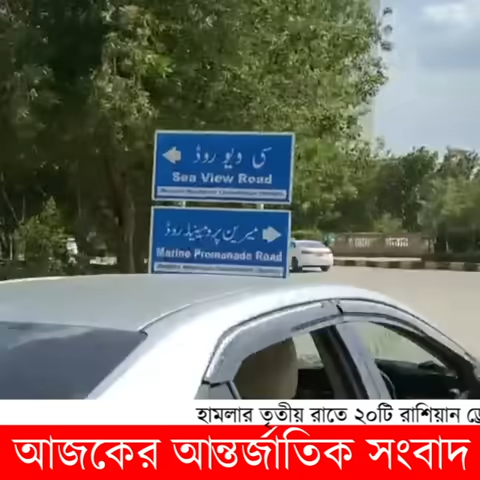 سی ویو روڈ
Sea View Road
میرین پرومینیڈ روڈ
Marine Promenade Road
হামলার তৃতীয় রাতে ২০টি রাশিয়ান
আজকের আন্তর্জাতিক সংবাদ